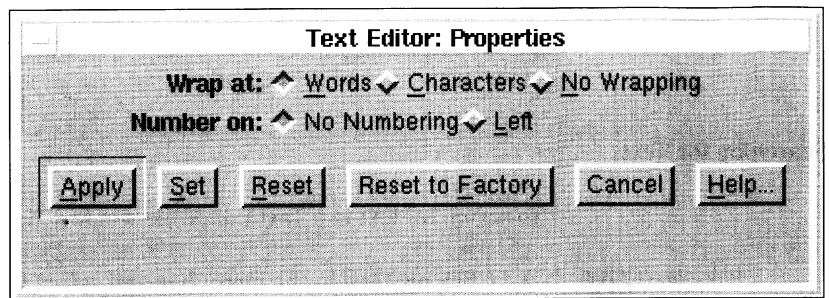 Text Editor: Properties
Wrap at: Words Characters No Wrapping
Number on: No Numbering Left
Apply Set Reset Reset to Factory Cancel Help...